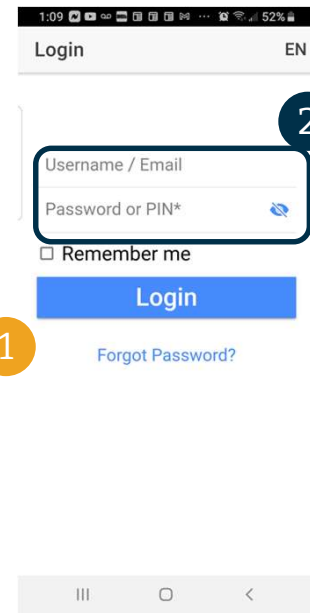 1:09 52%
Login EN
2
Username / Email
Password or PIN*
Remember me
Login
1
Forgot Password?